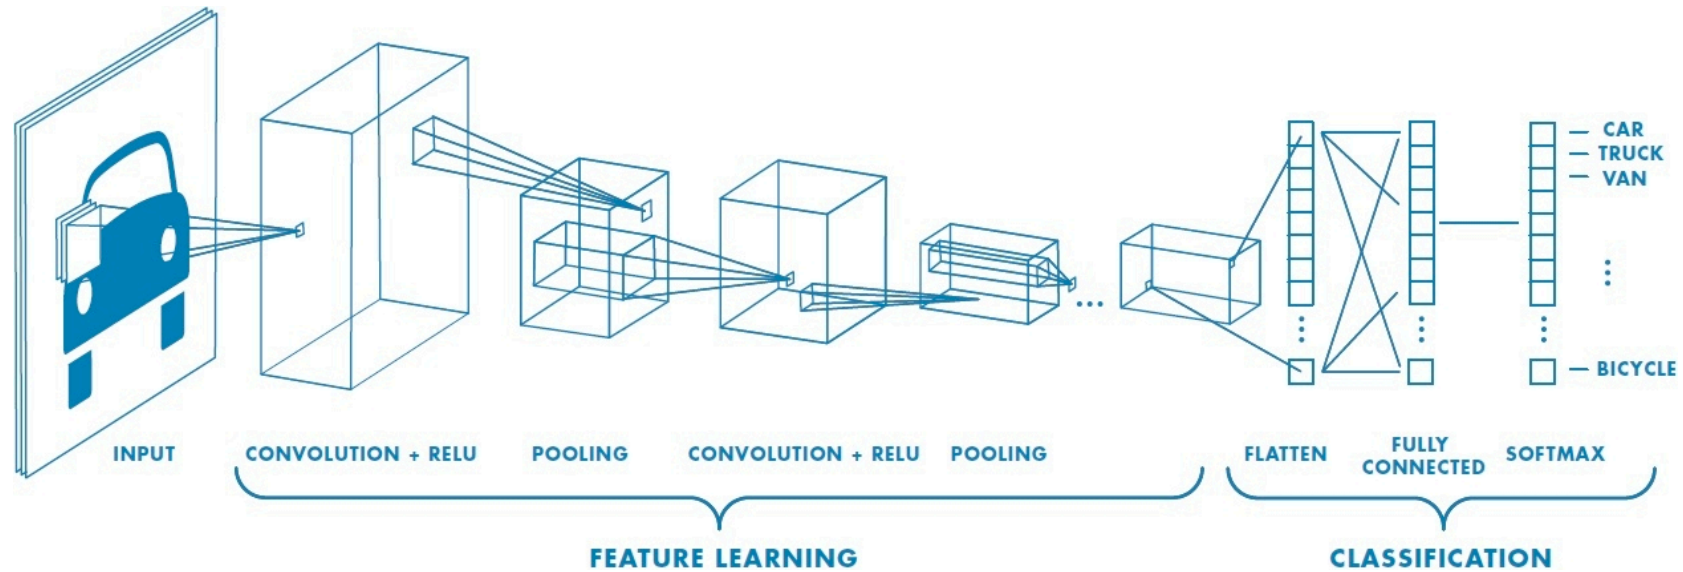 CAR
TRUCK
VAN
BICYCLE
INPUT
CONVOLUTION + RELU
POOLING
CONVOLUTION + RELU
POOLING
FLATTEN
FULLY
CONNECTED
SOFTMAX
FEATURE LEARNING
CLASSIFICATION